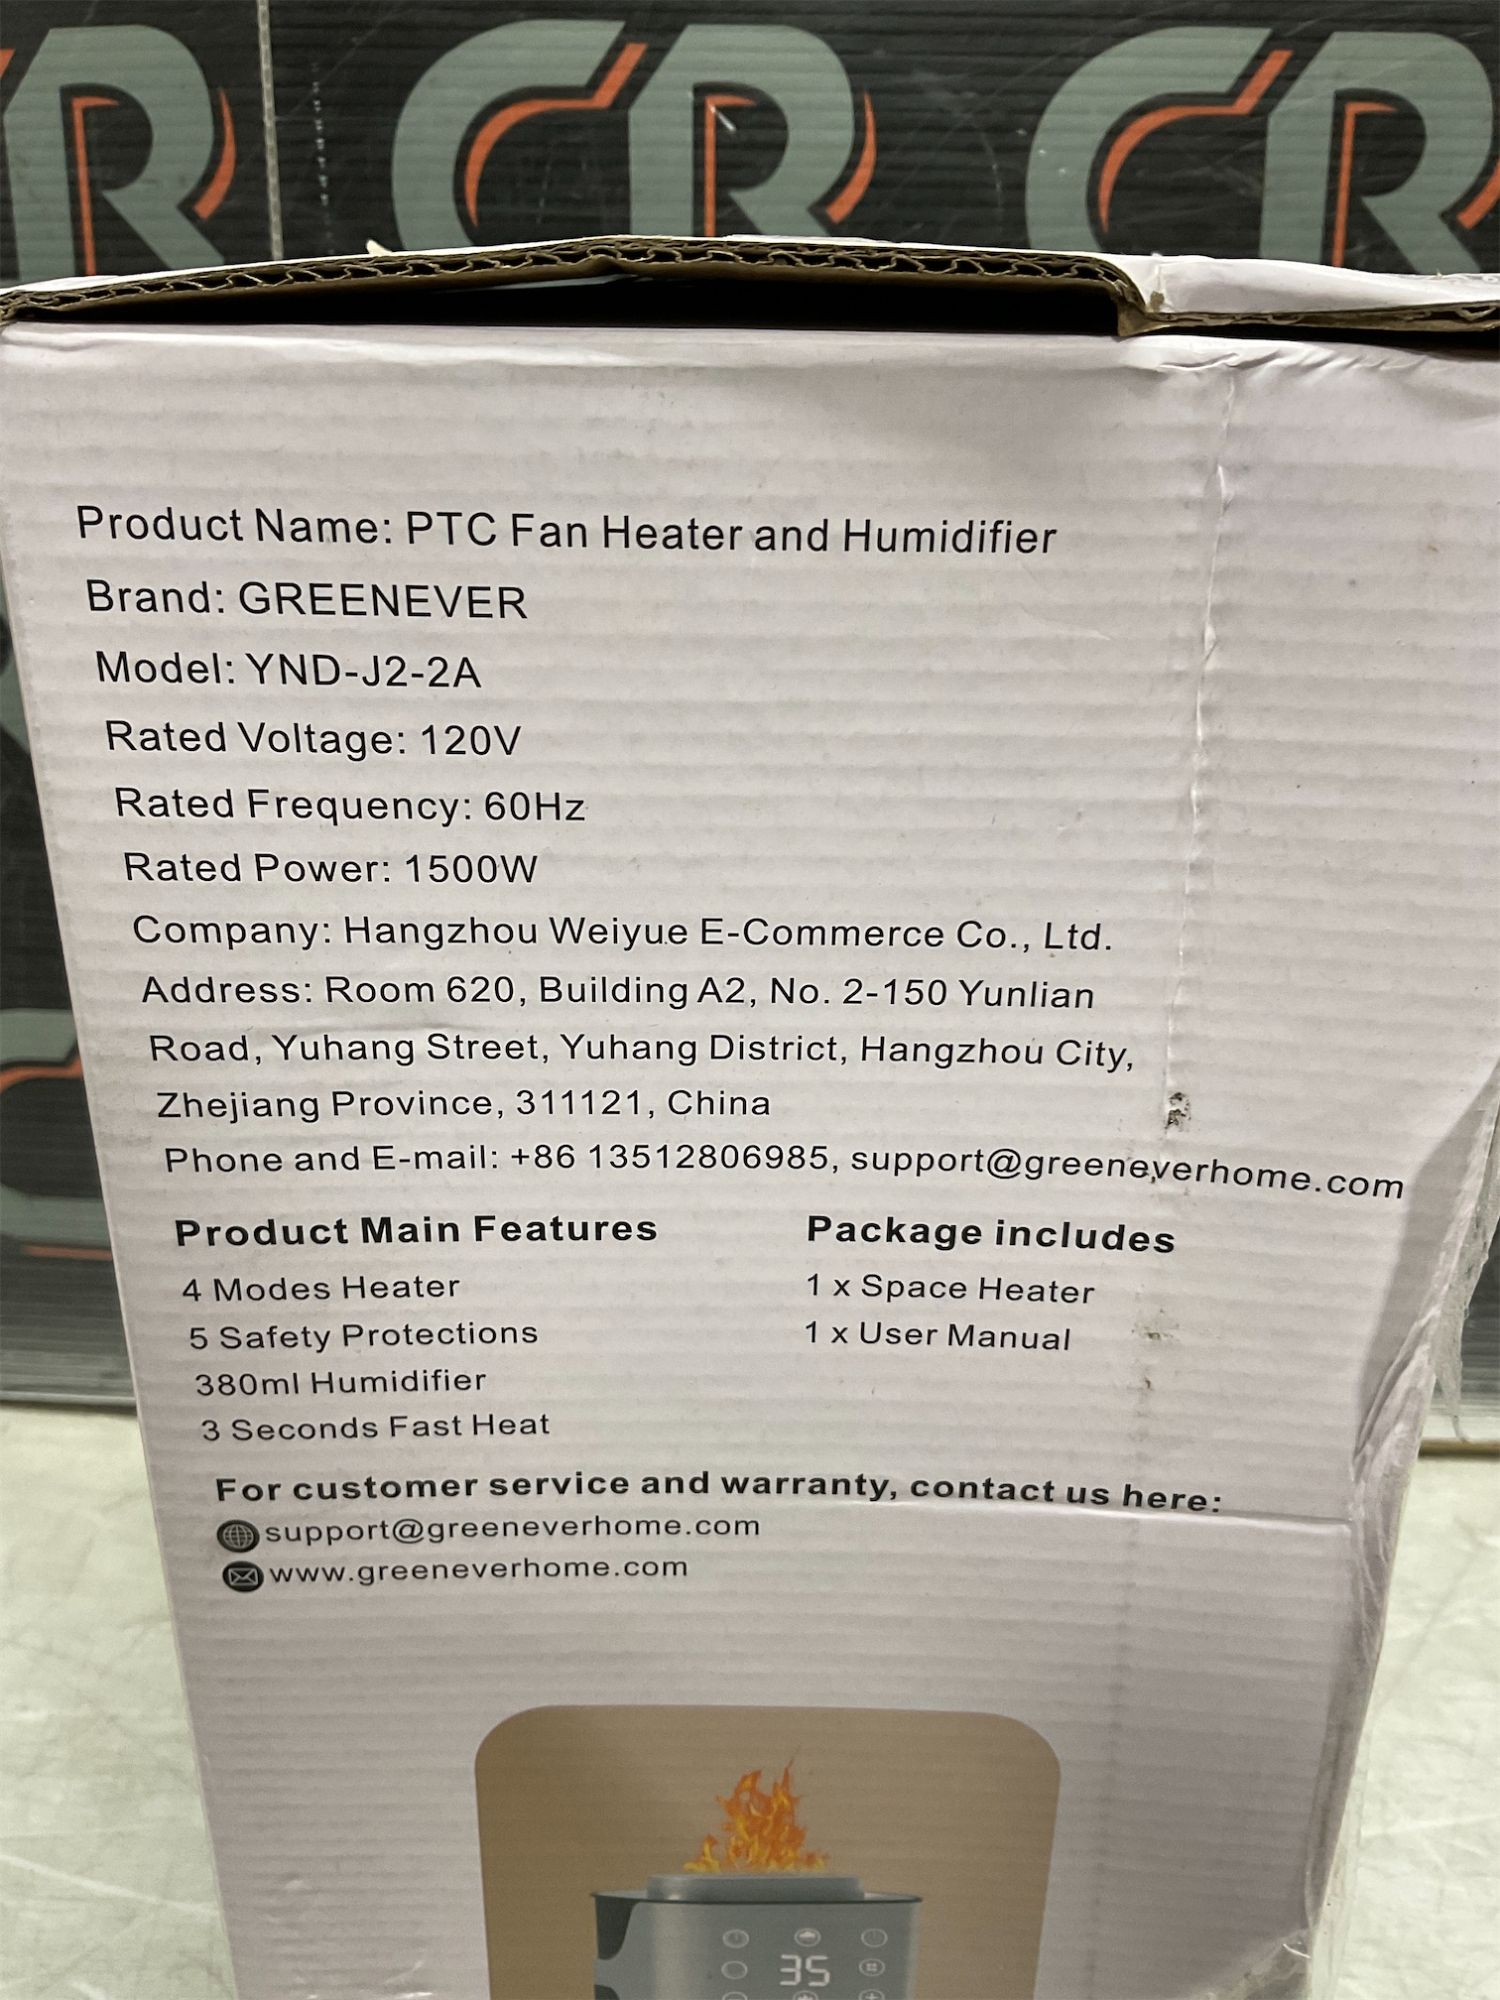 CR CR CR
Product Name: PTC Fan Heater and Humidifier
Brand: GREENEVER
Model: YND-J2-2A
Rated Voltage: 120V
Rated Frequency: 60Hz
Rated Power: 1500W
Company: Hangzhou Weiyue E-Commerce Co., Ltd.
Address: Room 620, Building A2, No. 2-150 Yunlian
Road, Yuhang Street, Yuhang District, Hangzhou City,
Zhejiang Province, 311121, China
Phone and E-mail: +86 13512806985, support@greeneverhome.com
Product Main Features
4 Modes Heater
5 Safety Protections
380ml Humidifier
3 Seconds Fast Heat
Package includes
1 x Space Heater
1 x User Manual
For customer service and warranty, contact us here:
support@greeneverhome.com
www.greeneverhome.com
35